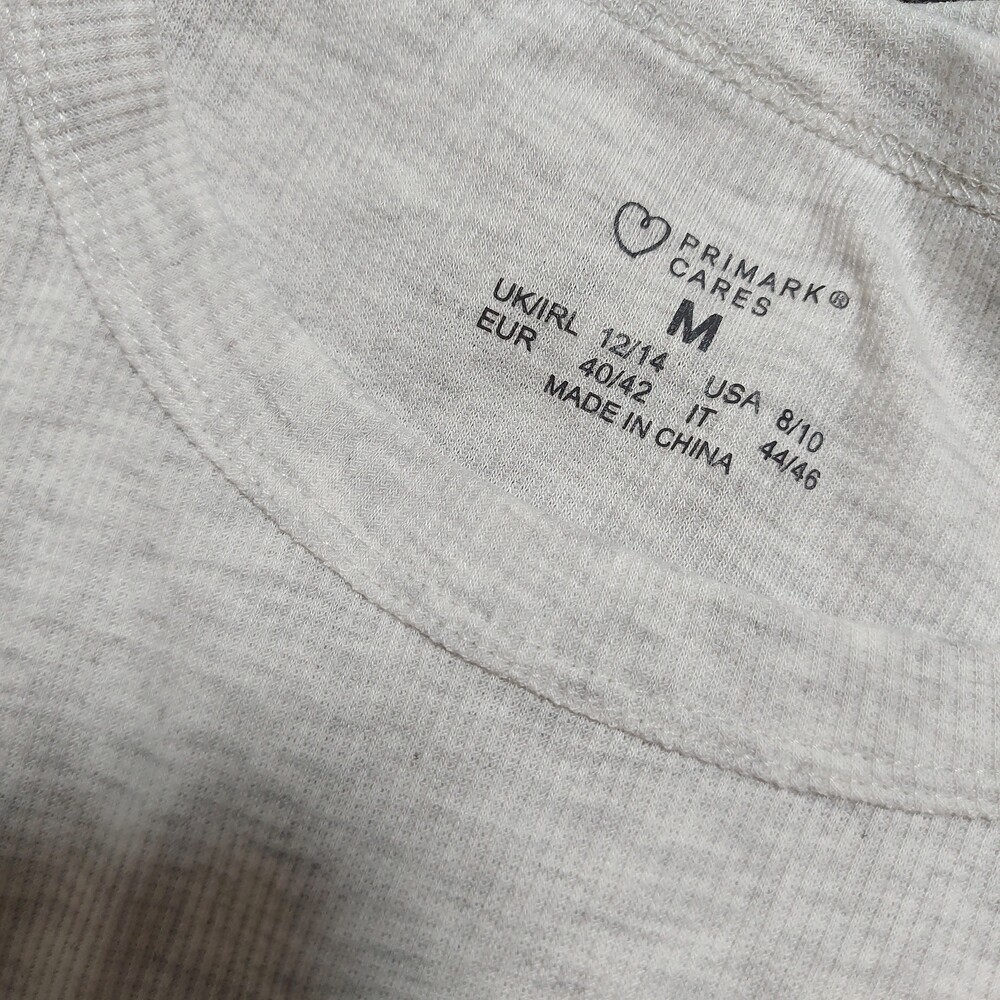 PRIMARK®
CARES
M
UK/IRL 12/14 USA 8/10
EUR 40/42 IT 44/46
MADE IN CHINA